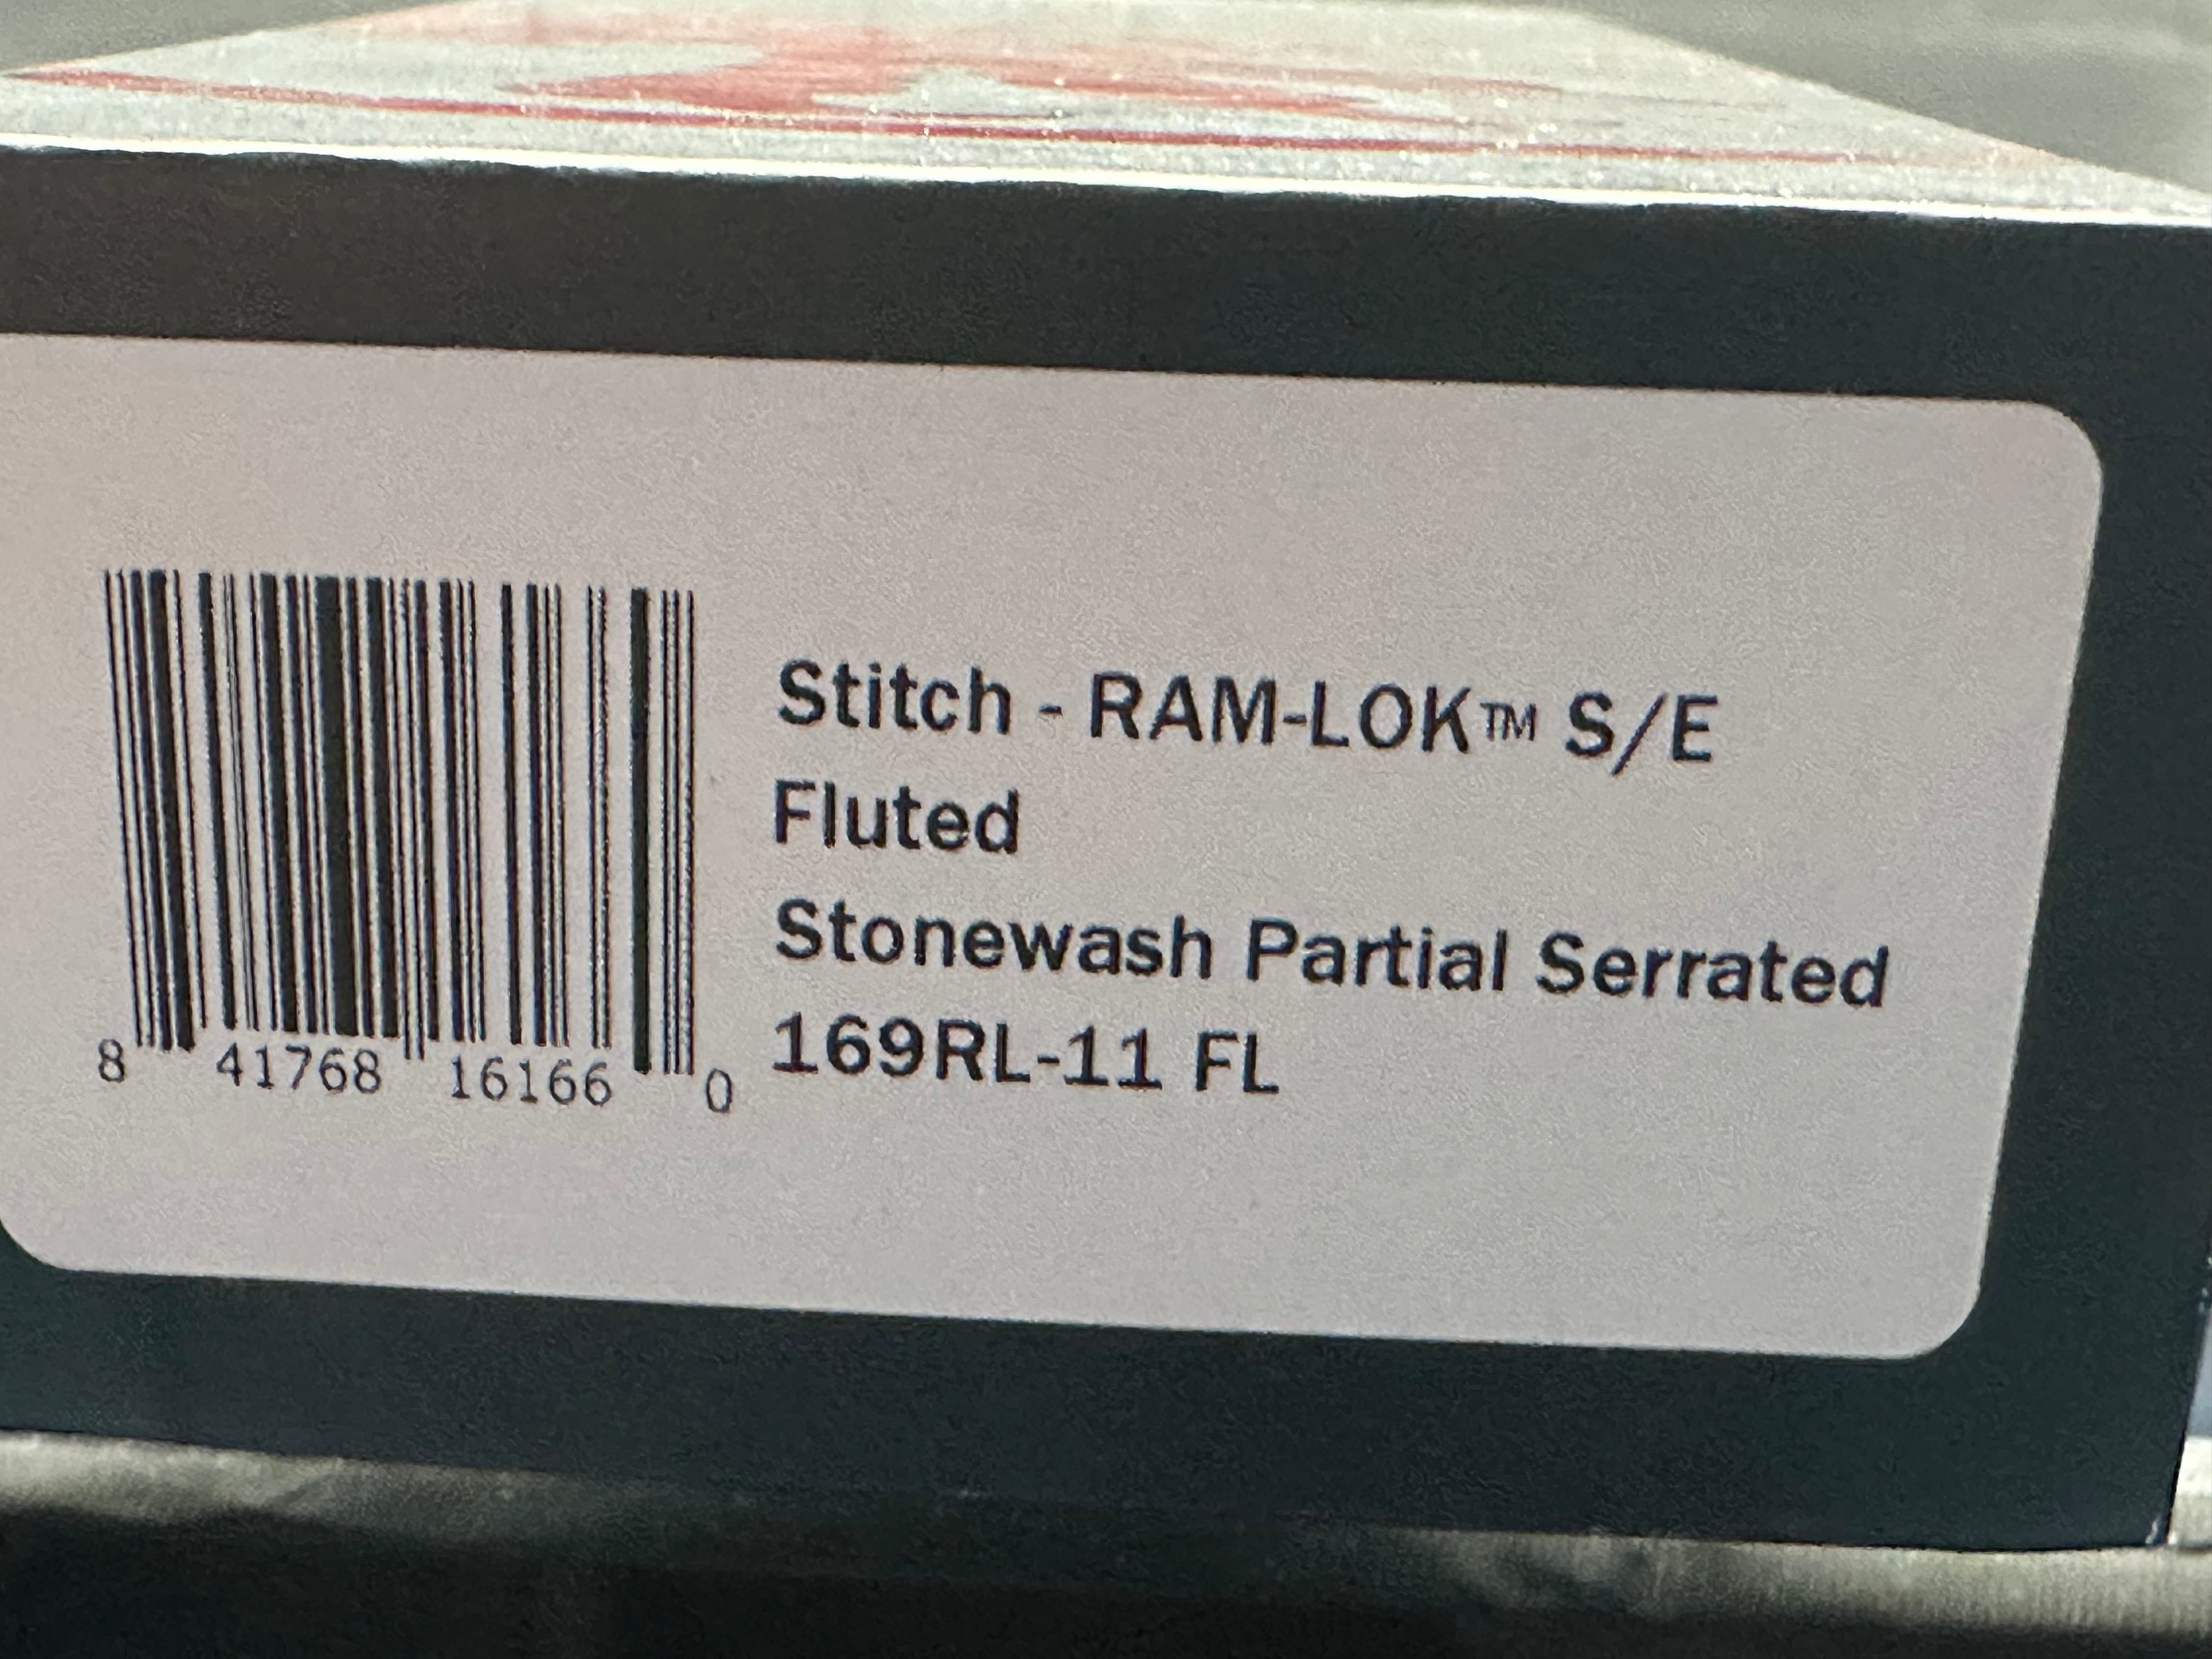 Stitch - RAM-LOK™ S/E
Fluted
Stonewash Partial Serrated
169RL-11 FL
8 41768 16166 0